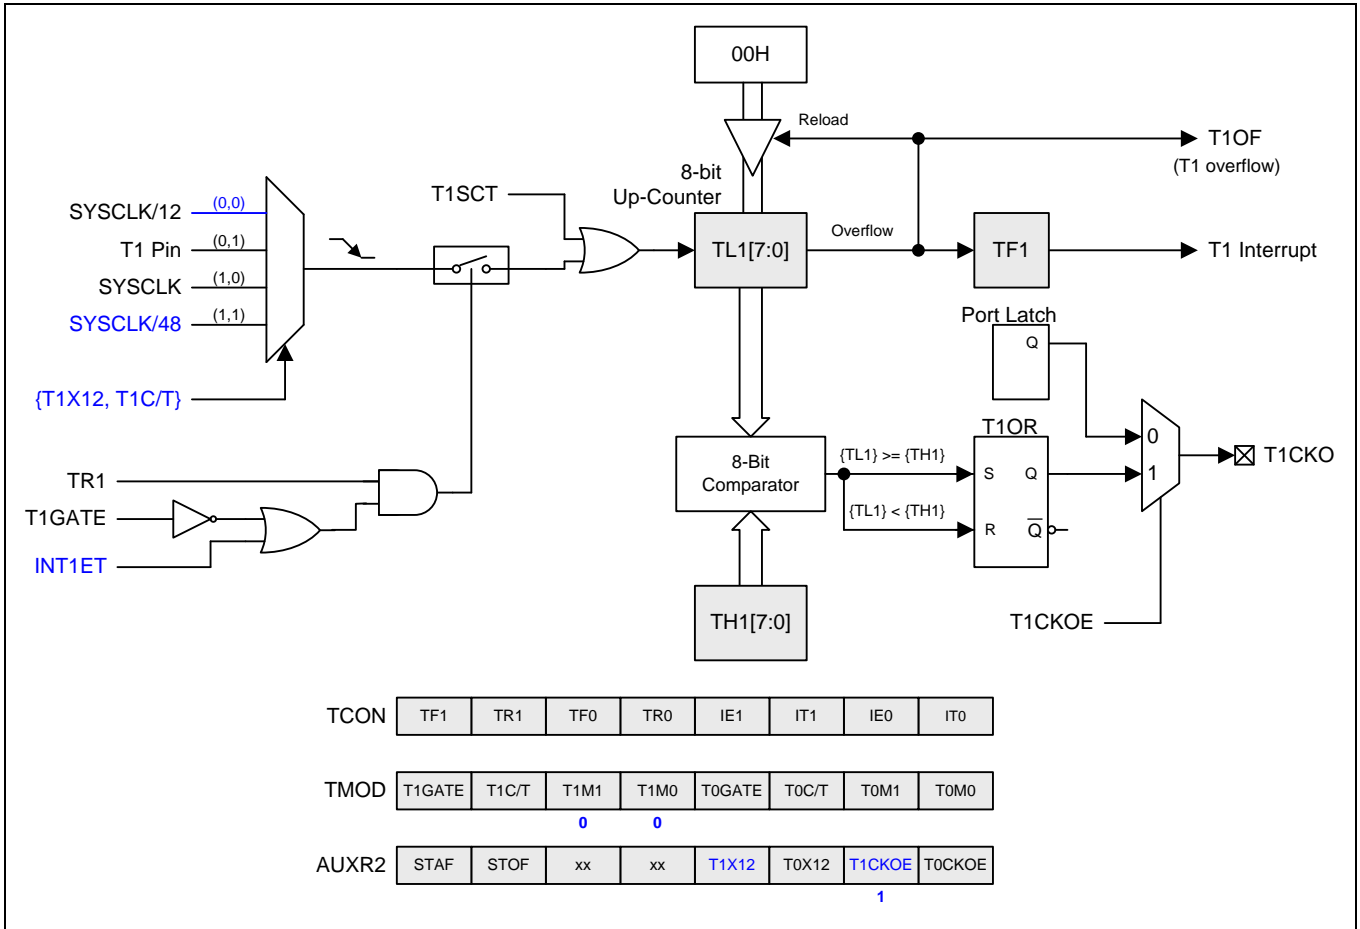 00H
Reload
T1OF
(T1 overflow)
8-bit
Up-Counter
T1SCT
SYSCLK/12
(0,0)
T1 Pin
(0,1)
SYSCLK
(1,0)
SYSCLK/48
(1,1)
{T1X12, T1C/T}
TL1[7:0]
Overflow
TF1
T1 Interrupt
Port Latch
Q
0
1
T1CKO
T1OR
8-Bit
Comparator
{TL1} >= {TH1}
{TL1} < {TH1}
S
Q
R
Q
TR1
T1GATE
INT1ET
TH1[7:0]
T1CKOE
TCON TF1 TR1 TF0 TR0 IE1 IT1 IE0 IT0
TMOD T1GATE T1C/T T1M1 T1M0 T0GATE T0C/T T0M1 T0M0
0 0
AUXR2 STAF STOF xx xx T1X12 T0X12 T1CKOE T0CKOE
1